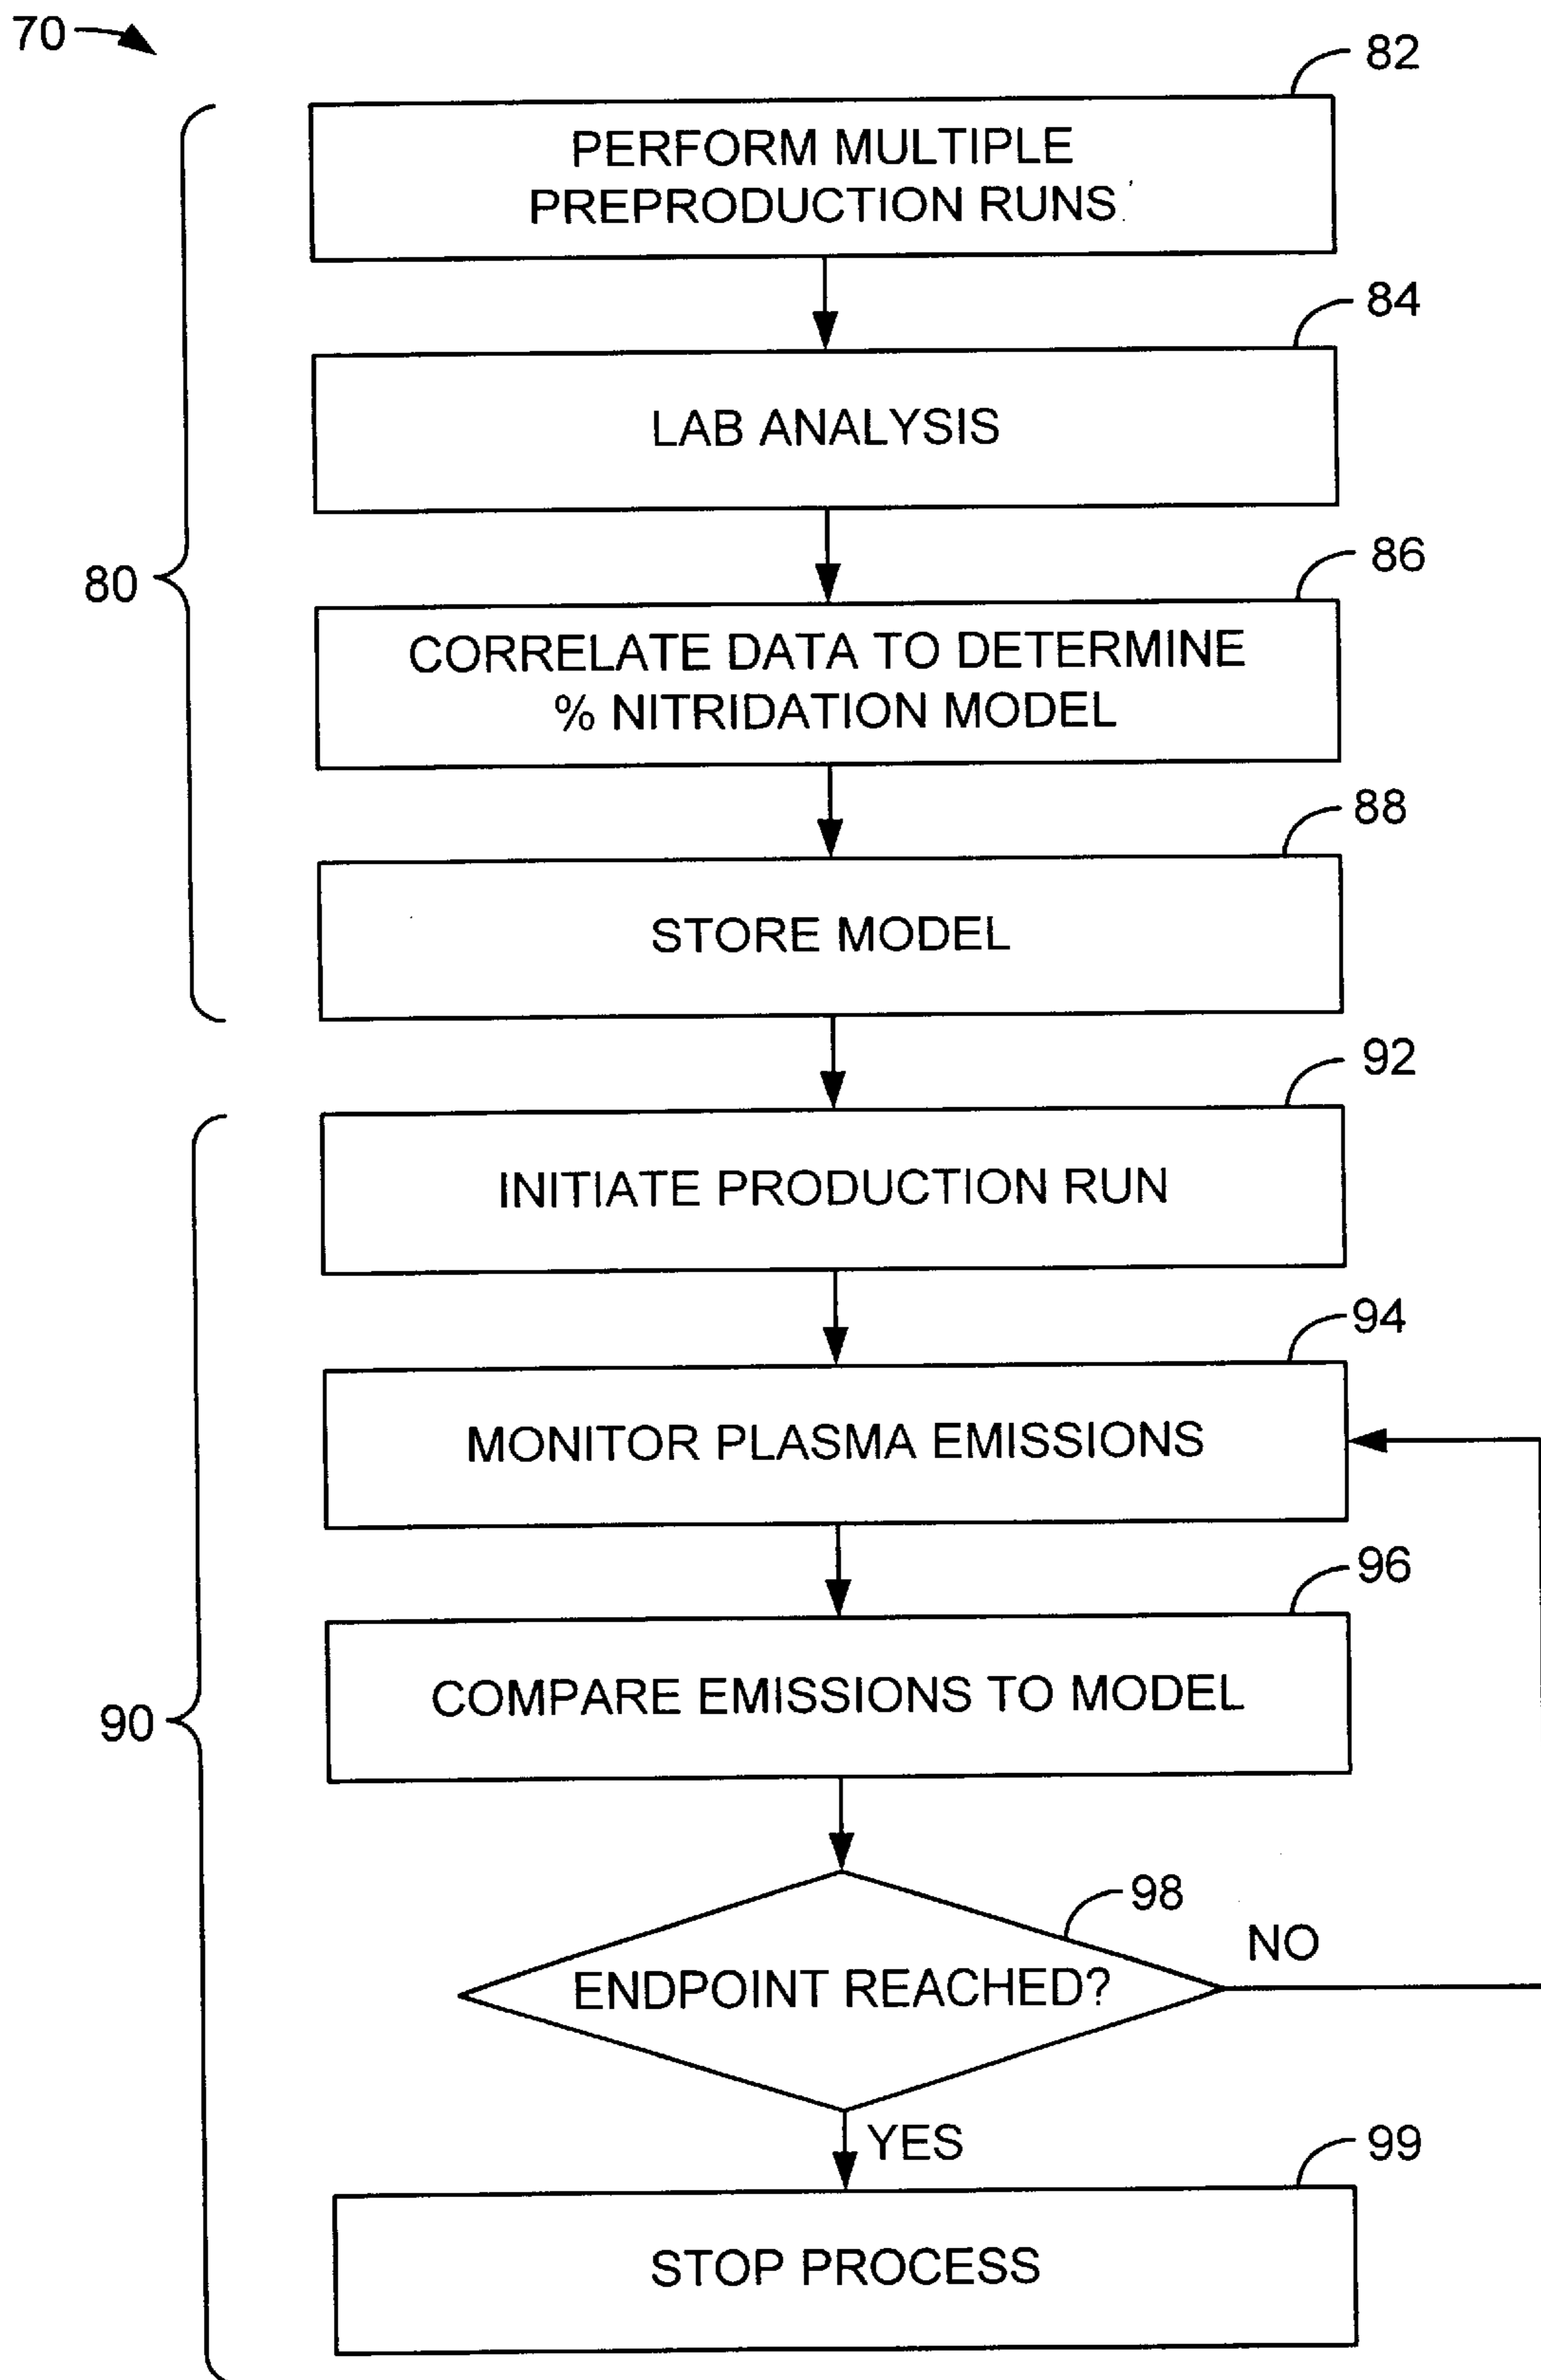 70
82
PERFORM MULTIPLE
PREPRODUCTION RUNS
84
LAB ANALYSIS
86
CORRELATE DATA TO DETERMINE
% NITRIDATION MODEL
80
88
STORE MODEL
92
INITIATE PRODUCTION RUN
94
MONITOR PLASMA EMISSIONS
96
COMPARE EMISSIONS TO MODEL
90
98
NO
ENDPOINT REACHED?
YES
99
STOP PROCESS